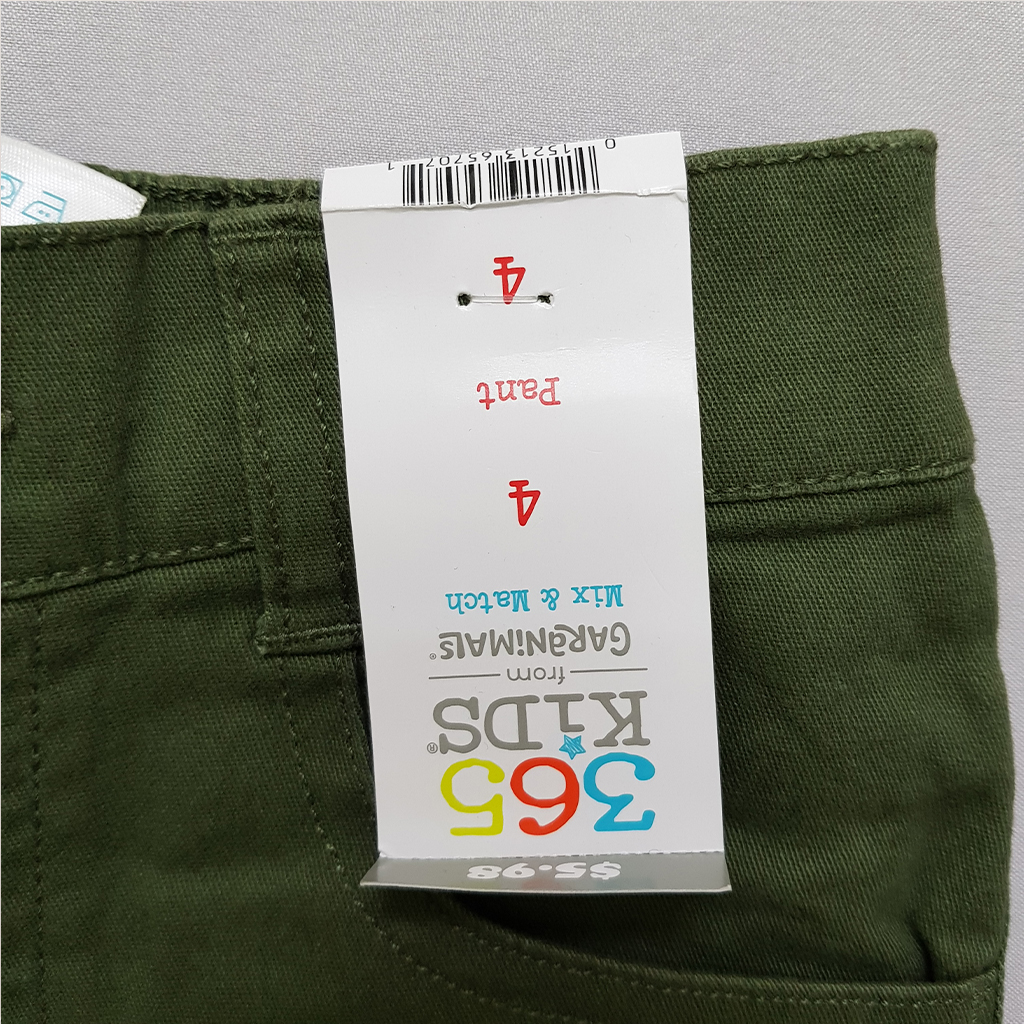 $5.98
365
KiDS®
from
GARANiMALS®
Mix & Match
4
Pant
4
0 15213 65707 1